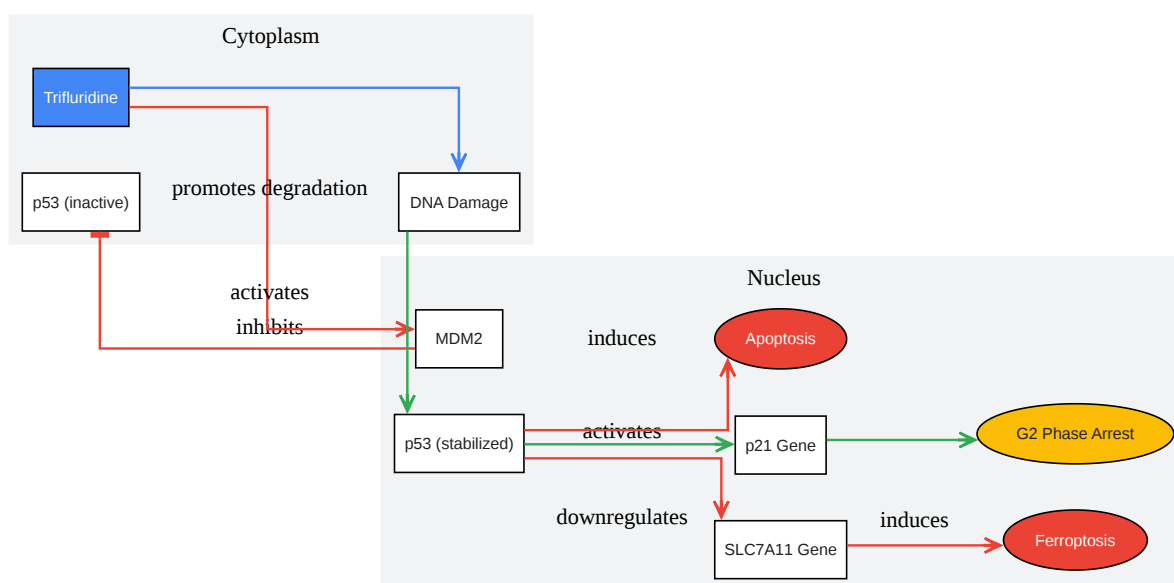 Cytoplasm
Trifluridine
promotes degradation
p53 (inactive)
DNA Damage
Nucleus
activates
inhibits
MDM2
induces
Apoptosis
p53 (stabilized)
activates
p21 Gene
G2 Phase Arrest
downregulates
SLC7A11 Gene
induces
Ferroptosis